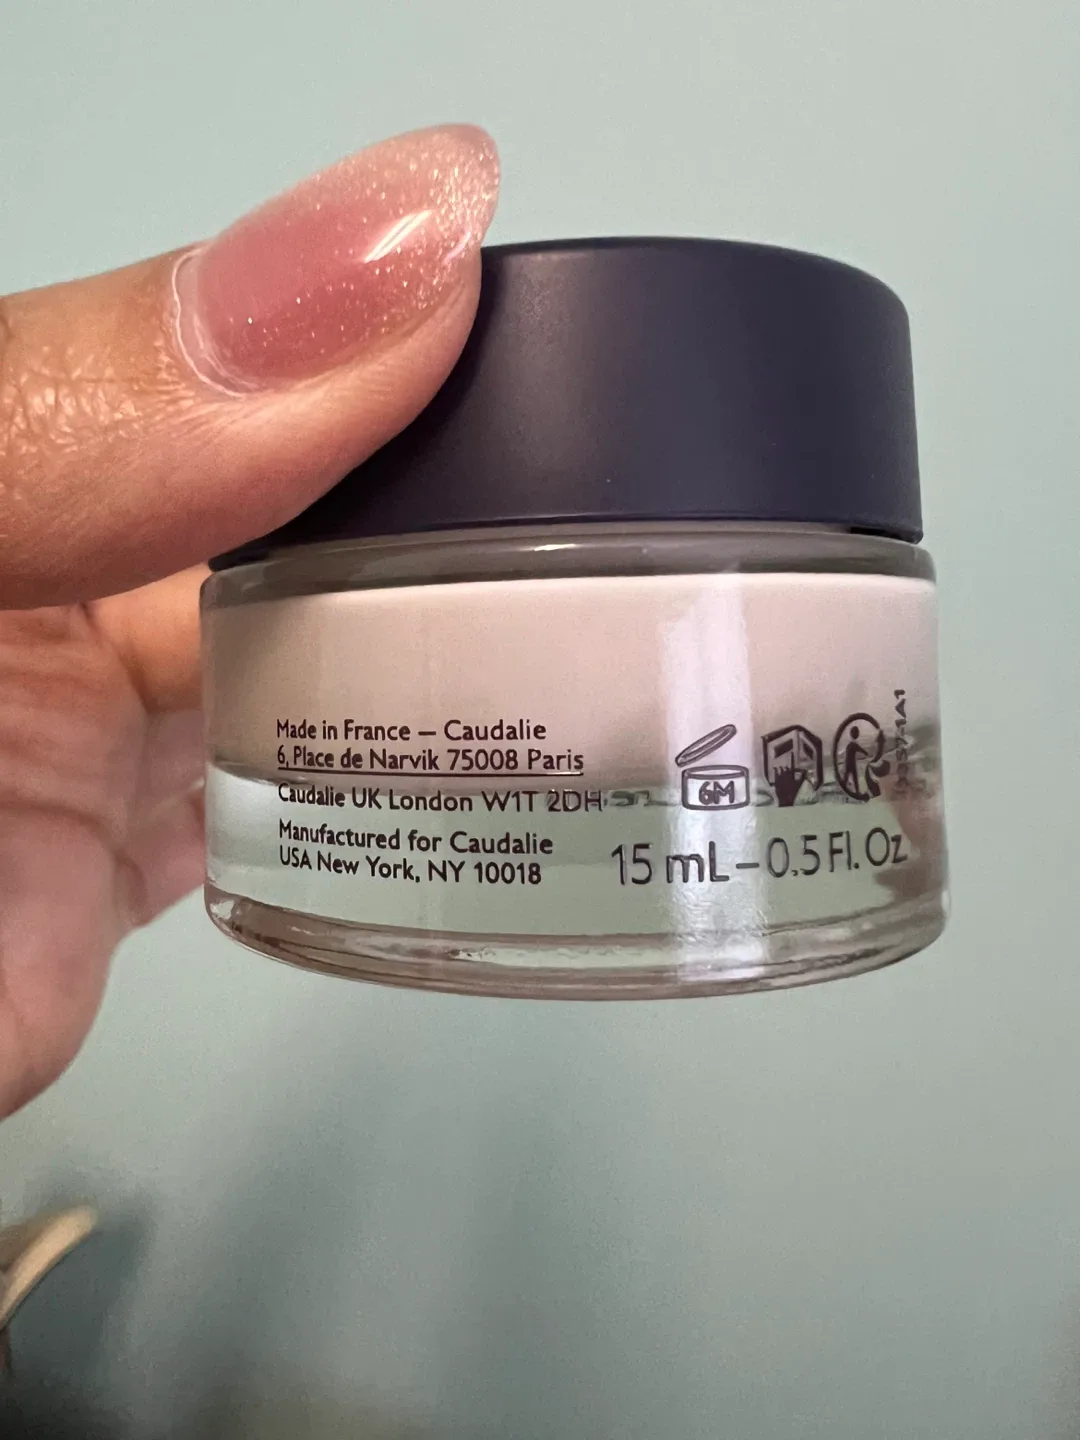 Made in France – Caudalie
6, Place de Narvik 75008 Paris
Caudalie UK London W1T 2DH
Manufactured for Caudalie
USA New York, NY 10018
6M
15 mL – 0.5 Fl. Oz